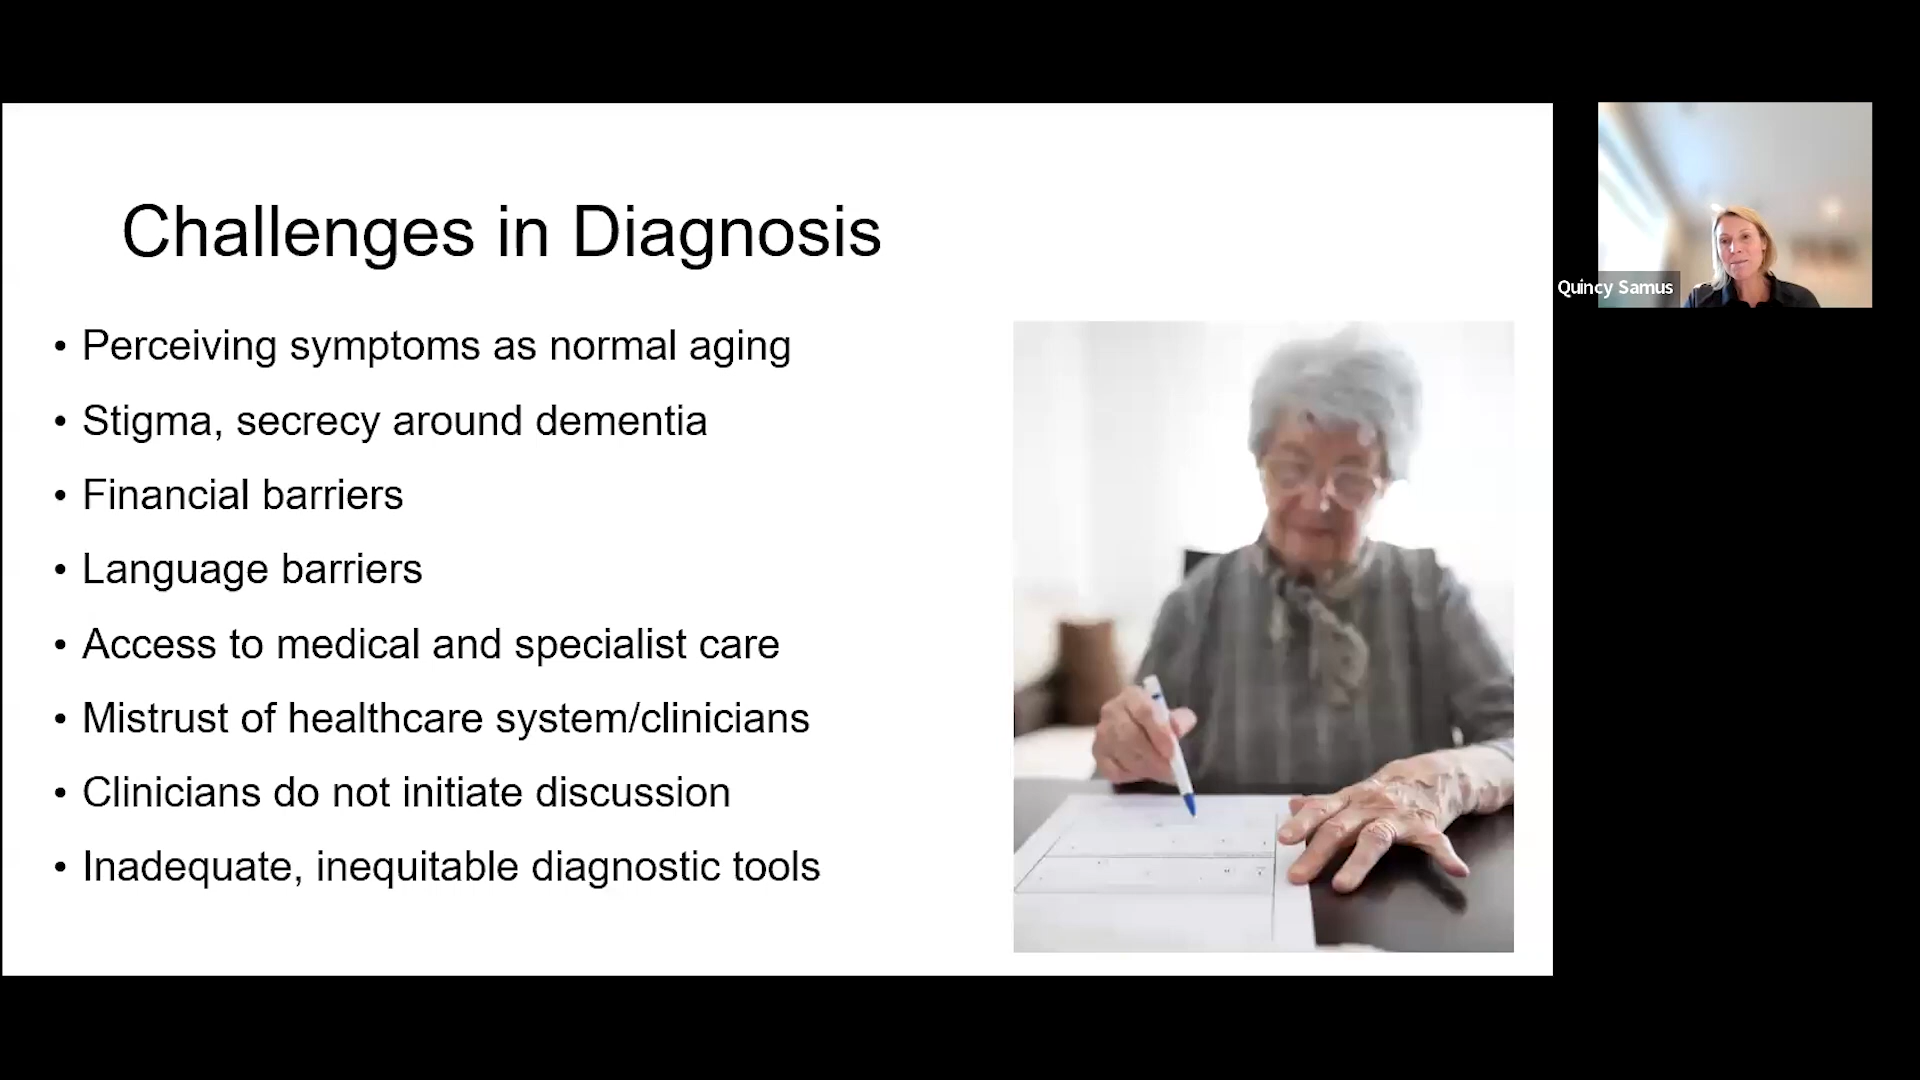 Challenges in Diagnosis
• Perceiving symptoms as normal aging
• Stigma, secrecy around dementia
• Financial barriers
• Language barriers
• Access to medical and specialist care
• Mistrust of healthcare system/clinicians
• Clinicians do not initiate discussion
• Inadequate, inequitable diagnostic tools
Quincy Samus